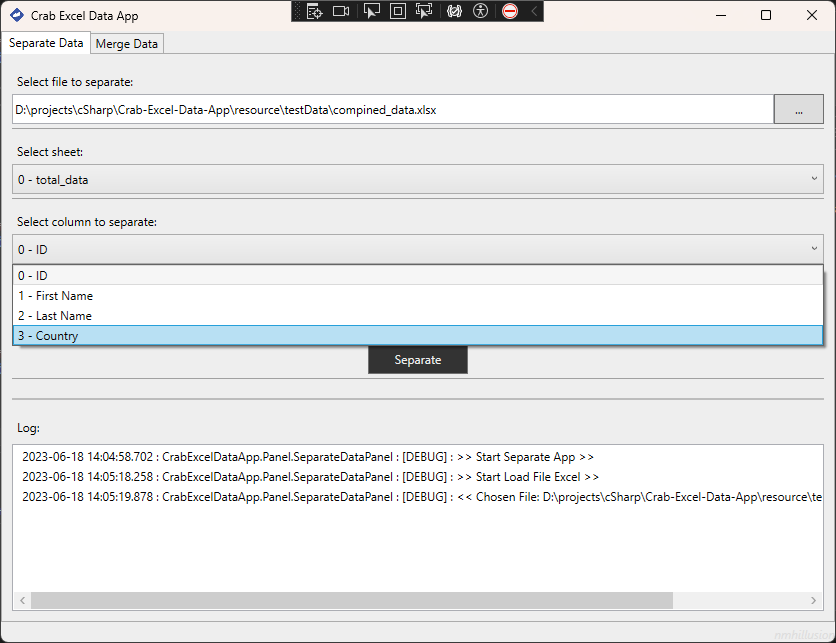 Crab Excel Data App
Separate Data
Merge Data
Select file to separate:
D:\projects\cSharp\Crab-Excel-Data-App\resource\testData\compined_data.xlsx
...
Select sheet:
0 - total_data
Select column to separate:
0 - ID
0 - ID
1 - First Name
2 - Last Name
3 - Country
Separate
Log:
2023-06-18 14:04:58.702 : CrabExcelDataApp.Panel.SeparateDataPanel : [DEBUG] : >> Start Separate App >>
2023-06-18 14:05:18.258 : CrabExcelDataApp.Panel.SeparateDataPanel : [DEBUG] : >> Start Load File Excel >>
2023-06-18 14:05:19.878 : CrabExcelDataApp.Panel.SeparateDataPanel : [DEBUG] : << Chosen File: D:\projects\cSharp\Crab-Excel-Data-App\resource\te